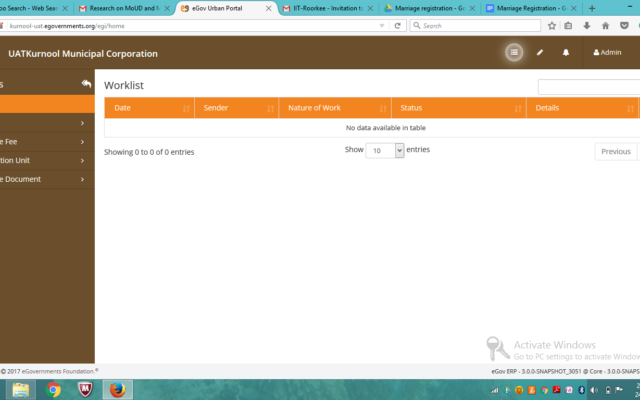 oo Search - Web Sear
Research on MoUD and M
eGov Urban Portal
IIT-Roorkee - Invitation to
Marriage registration - Go
Marriage Registration - G
kurnool-uat.egovernments.org/egi/home
Search
UATKurnool Municipal Corporation
Admin
s
Worklist
Date Sender Nature of Work Status Details
No data available in table
Showing 0 to 0 of 0 entries
Show 10 entries
Previous
e Fee
tion Unit
e Document
Activate Windows
Go to PC settings to activate Window
© 2017 eGovernments Foundation.®
eGov ERP - 3.0.0-SNAPSHOT_3051 @ Core - 3.0.0-SNAPS